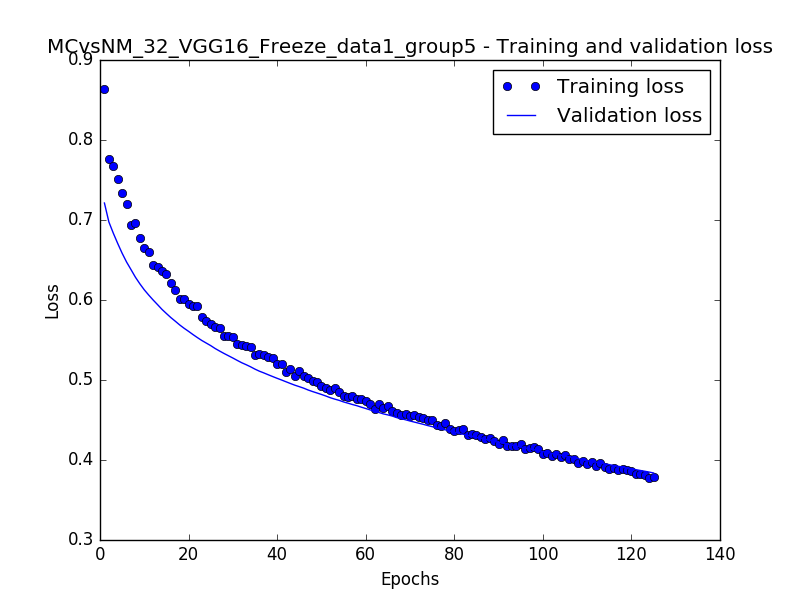 MCvsNM_32_VGG16_Freeze_data1_group5 - Training and validation loss
0.9
0.8
0.7
0.6
0.5
0.4
0.3
Loss
Training loss
Validation loss
0 20 40 60 80 100 120 140
Epochs